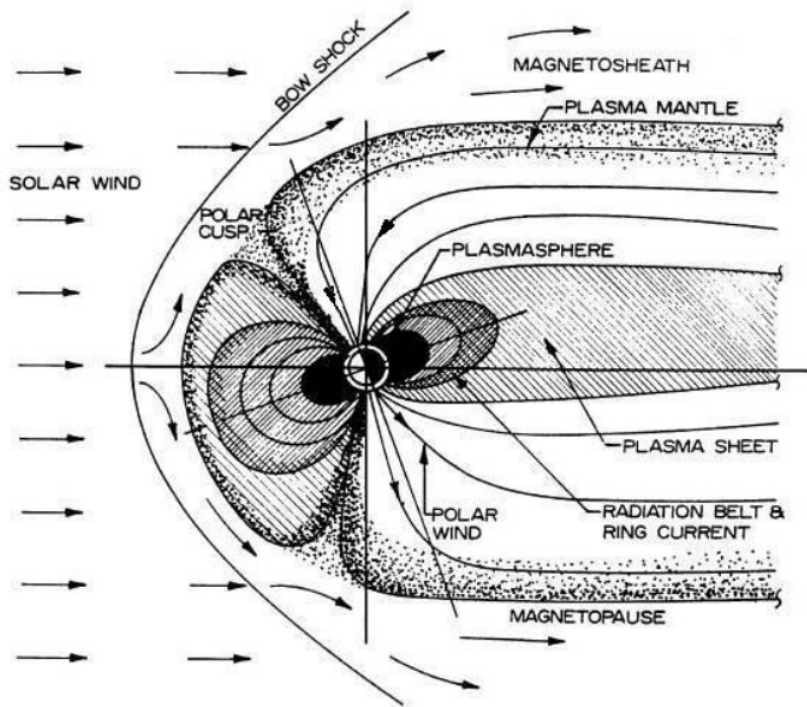 BOW SHOCK
MAGNETOSHEATH
PLASMA MANTLE
SOLAR WIND
POLAR
CUSP
PLASMASPHERE
PLASMA SHEET
POLAR
WIND
RADIATION BELT &
RING CURRENT
MAGNETOPAUSE